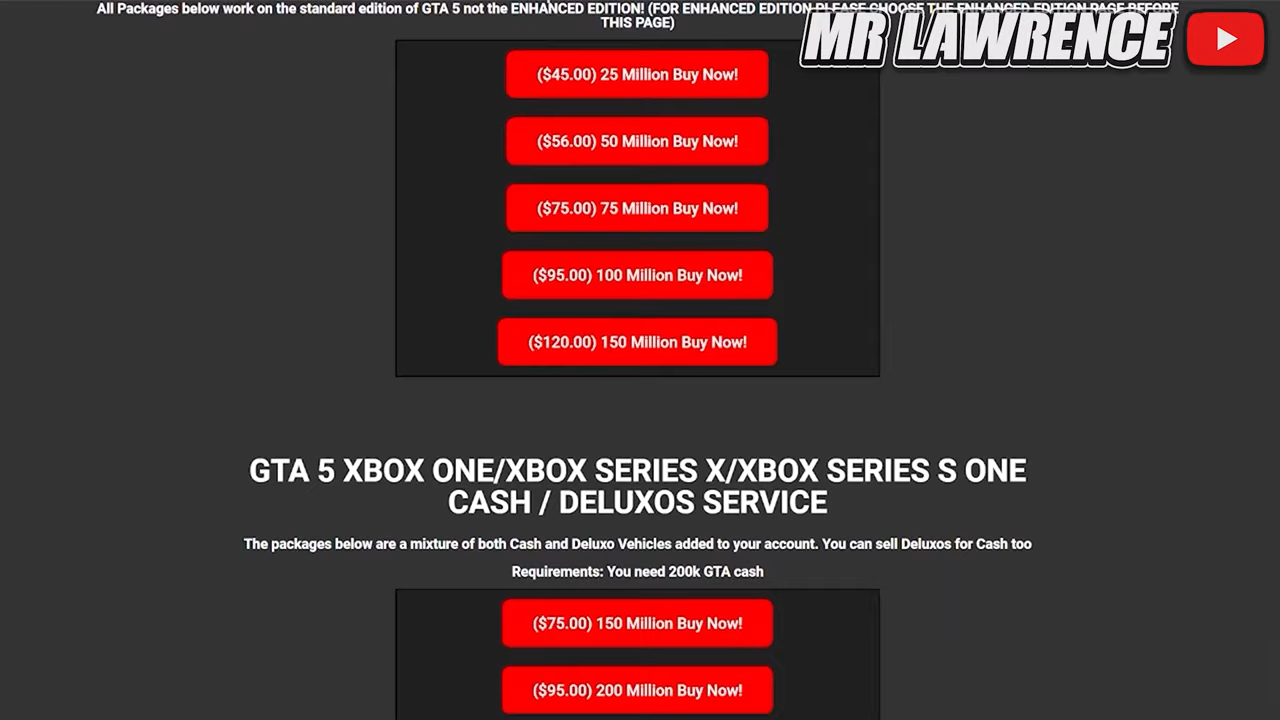 All Packages below work on the standard edition of GTA 5 not the ENHANCED EDITION! (FOR ENHANCED EDITION PLEASE CHOOSE THE ENHANCED EDITION PAGE BEFORE
THIS PAGE)
MR LAWRENCE
($45.00) 25 Million Buy Now!
($56.00) 50 Million Buy Now!
($75.00) 75 Million Buy Now!
($95.00) 100 Million Buy Now!
($120.00) 150 Million Buy Now!
GTA 5 XBOX ONE/XBOX SERIES X/XBOX SERIES S ONE
CASH / DELUXOS SERVICE
The packages below are a mixture of both Cash and Deluxo Vehicles added to your account. You can sell Deluxos for Cash too
Requirements: You need 200k GTA cash
($75.00) 150 Million Buy Now!
($95.00) 200 Million Buy Now!